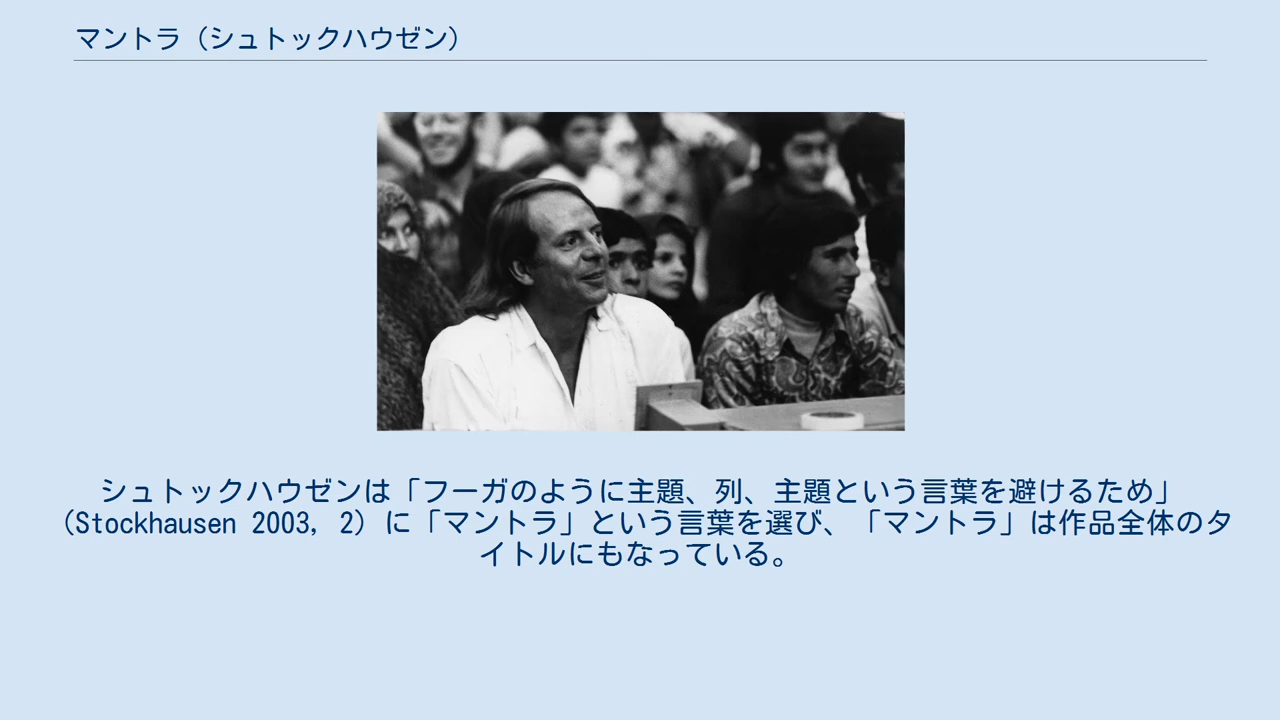 マントラ（シュトックハウゼン）
シュトックハウゼンは「フーガのように主題、列、主題という言葉を避けるため」
（Stockhausen 2003, 2）に「マントラ」という言葉を選び、「マントラ」は作品全体のタ
イトルにもなっている。